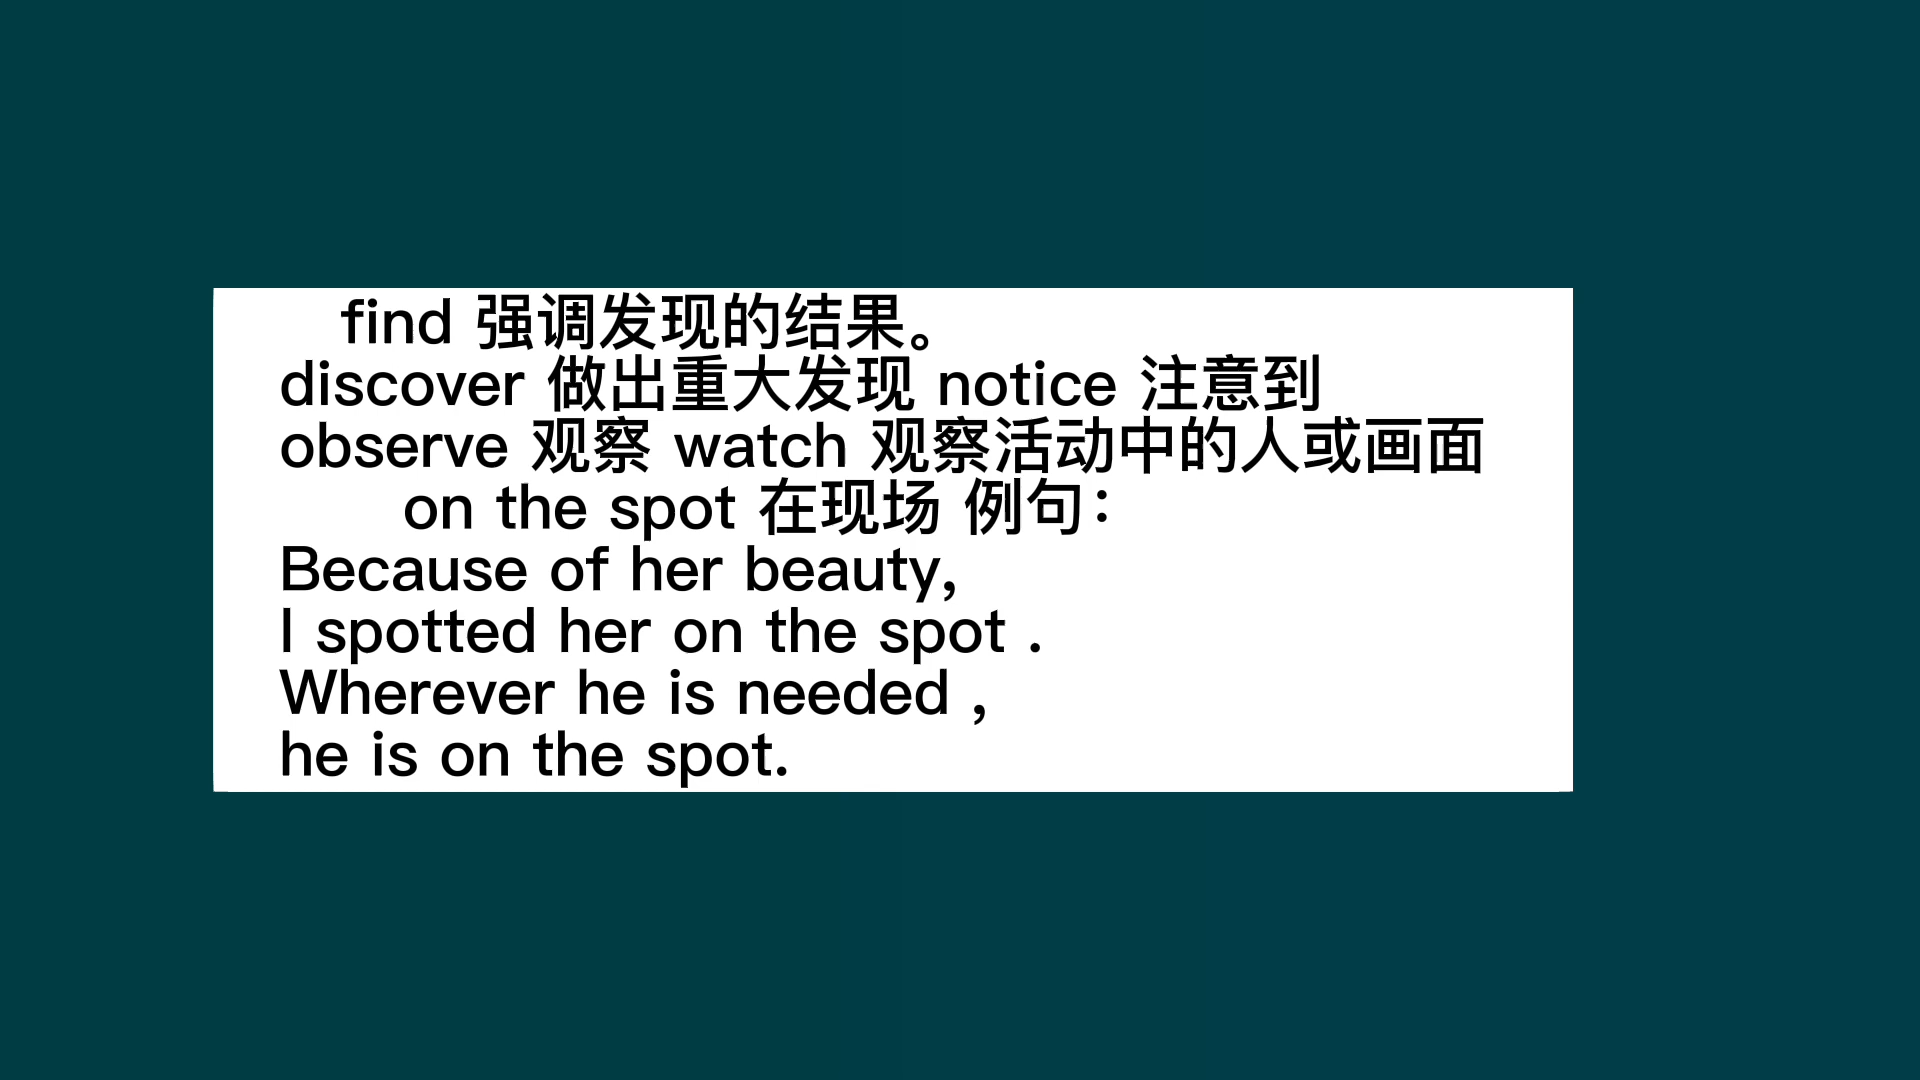 find 强调发现的结果。
discover 做出重大发现 notice 注意到
observe 观察 watch 观察活动中的人或画面
on the spot 在现场 例句：
Because of her beauty,
I spotted her on the spot .
Wherever he is needed ,
he is on the spot.